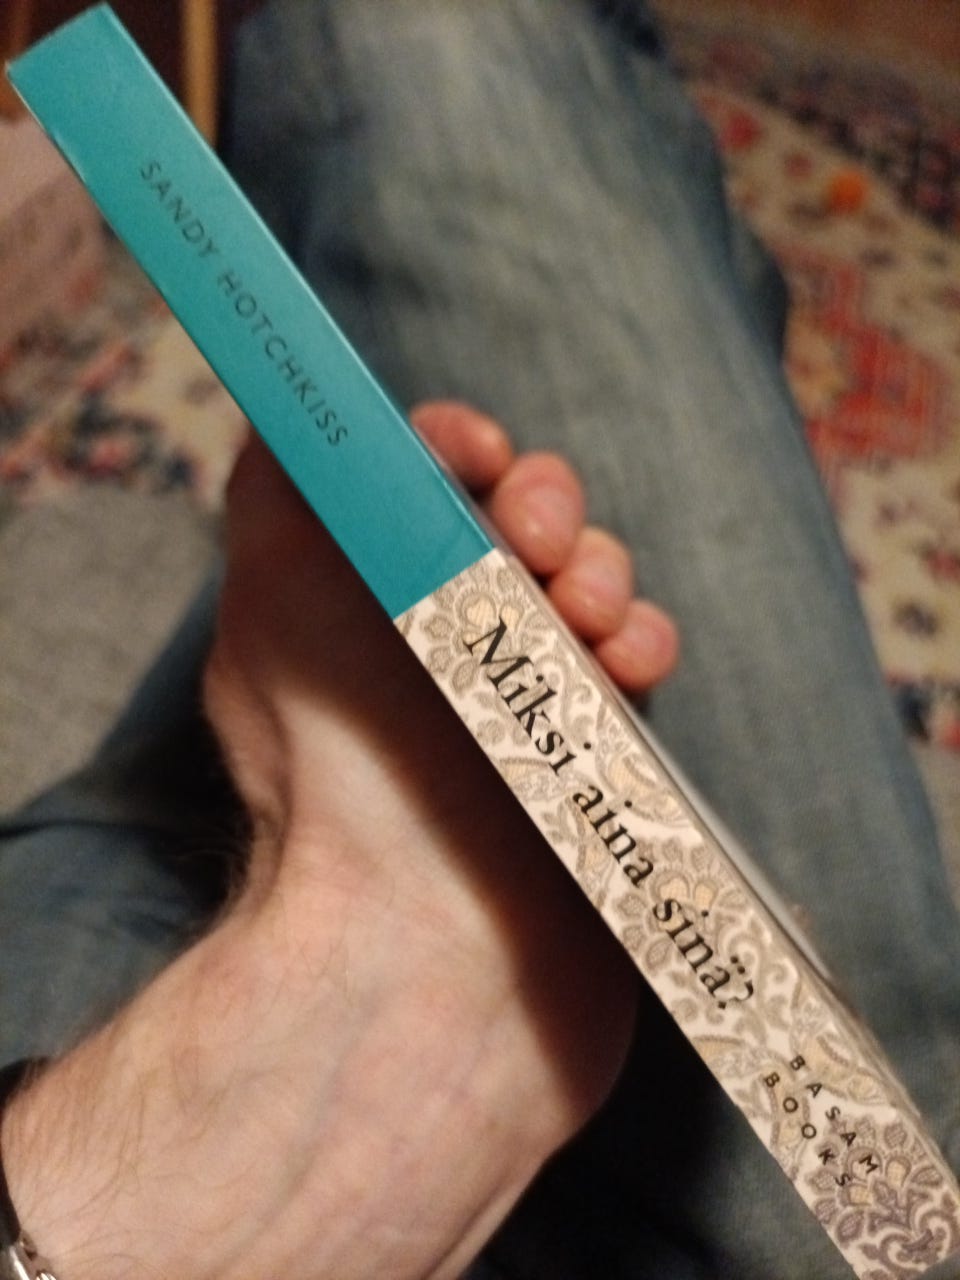 SANDY HOTCHKISS
Miksi aina sinä?
BASAM
BOOKS